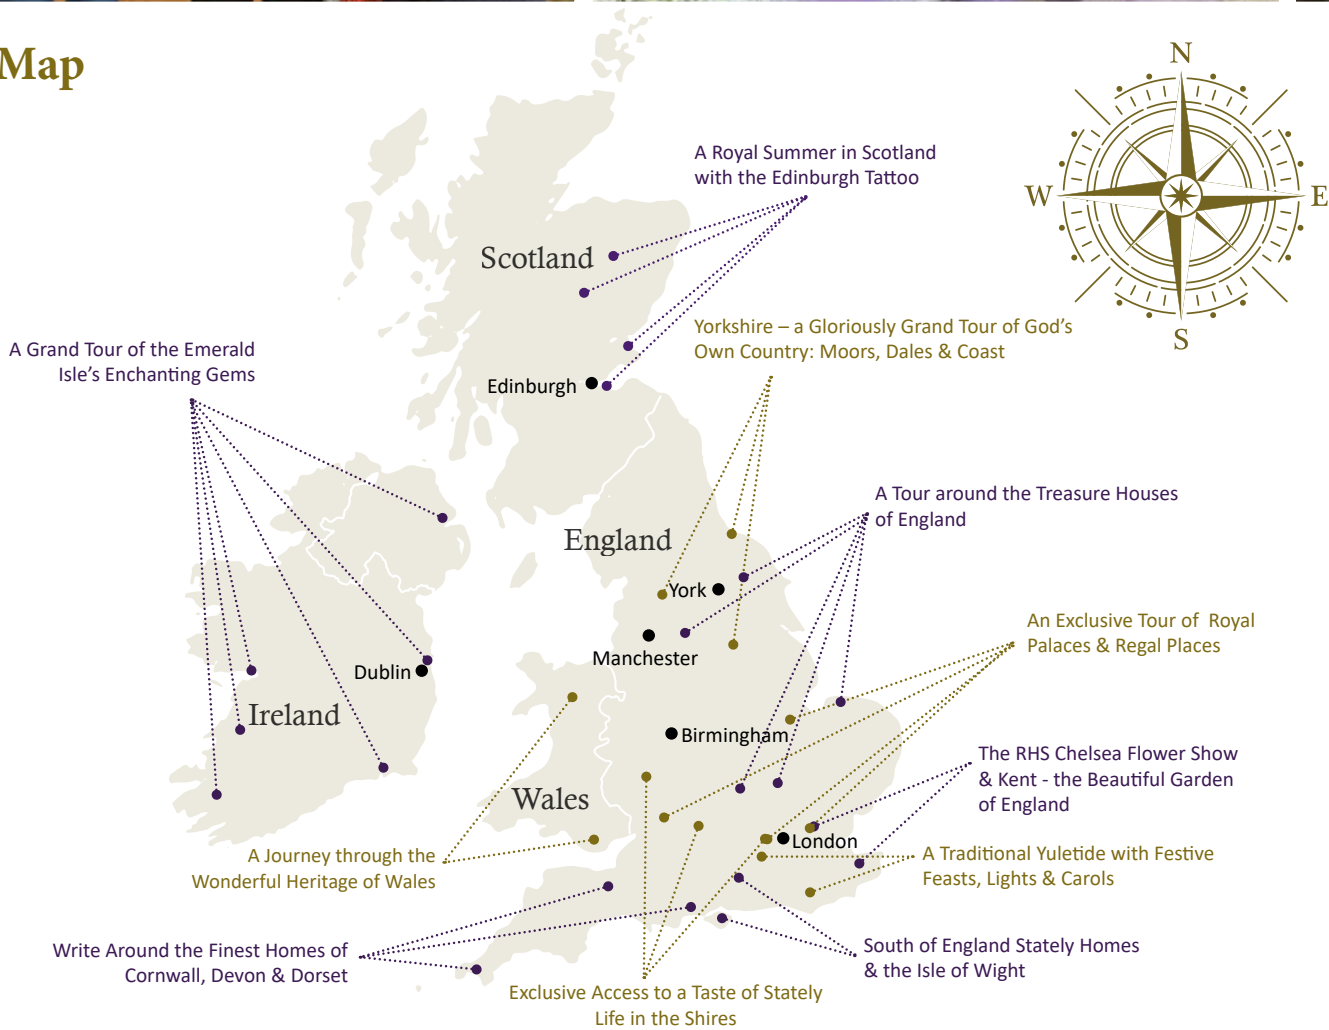 Map
N
W
E
S
A Royal Summer in Scotland
with the Edinburgh Tattoo
Scotland
Yorkshire – a Gloriously Grand Tour of God’s
Own Country: Moors, Dales & Coast
A Grand Tour of the Emerald
Isle’s Enchanting Gems
Edinburgh
A Tour around the Treasure Houses
of England
England
York
An Exclusive Tour of  Royal
Palaces & Regal Places
Manchester
Dublin
Ireland
Birmingham
The RHS Chelsea Flower Show
& Kent - the Beautiful Garden
of England
Wales
London
A Journey through the
Wonderful Heritage of Wales
A Traditional Yuletide with Festive
Feasts, Lights & Carols
Write Around the Finest Homes of
Cornwall, Devon & Dorset
South of England Stately Homes
& the Isle of Wight
Exclusive Access to a Taste of Stately
Life in the Shires